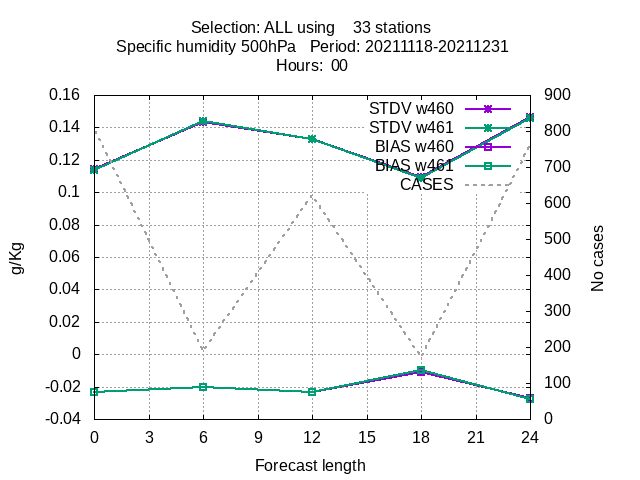 Selection: ALL using    33 stations
Specific humidity 500hPa   Period: 20211118-20211231
Hours:  00
0.16
0.14
0.12
0.1
0.08
0.06
0.04
0.02
0
-0.02
-0.04
g/Kg
STDV w460
STDV w461
BIAS w460
BIAS w461
CASES
900
800
700
600
500
400
300
200
100
0
No cases
0 3 6 9 12 15 18 21 24
Forecast length